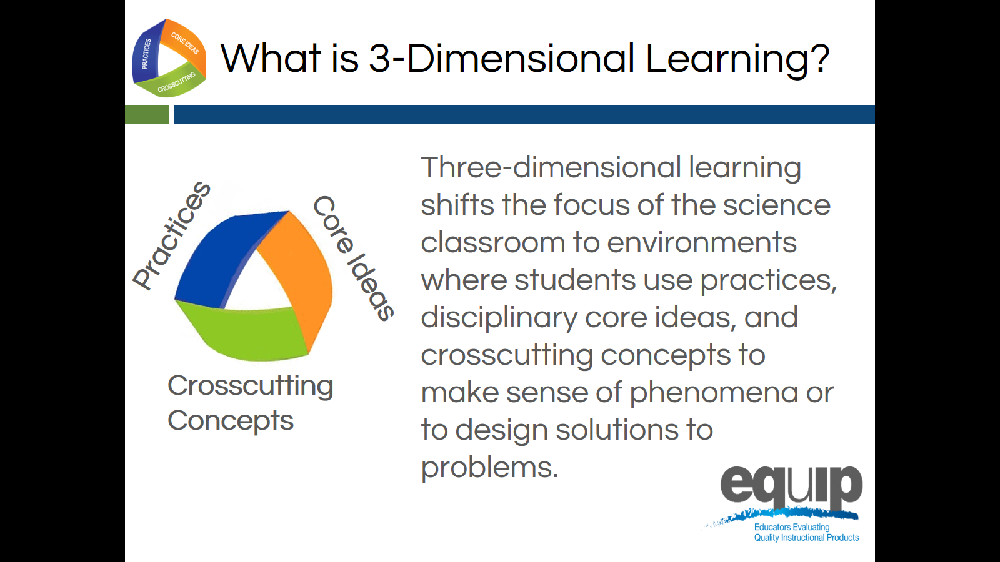 PRACTICES
CORE IDEAS
CROSSCUTTING
What is 3-Dimensional Learning?
Practices
Core Ideas
Crosscutting
Concepts
Three-dimensional learning
shifts the focus of the science
classroom to environments
where students use practices,
disciplinary core ideas, and
crosscutting concepts to
make sense of phenomena or
to design solutions to
problems.
equip
Educators Evaluating
Quality Instructional Products